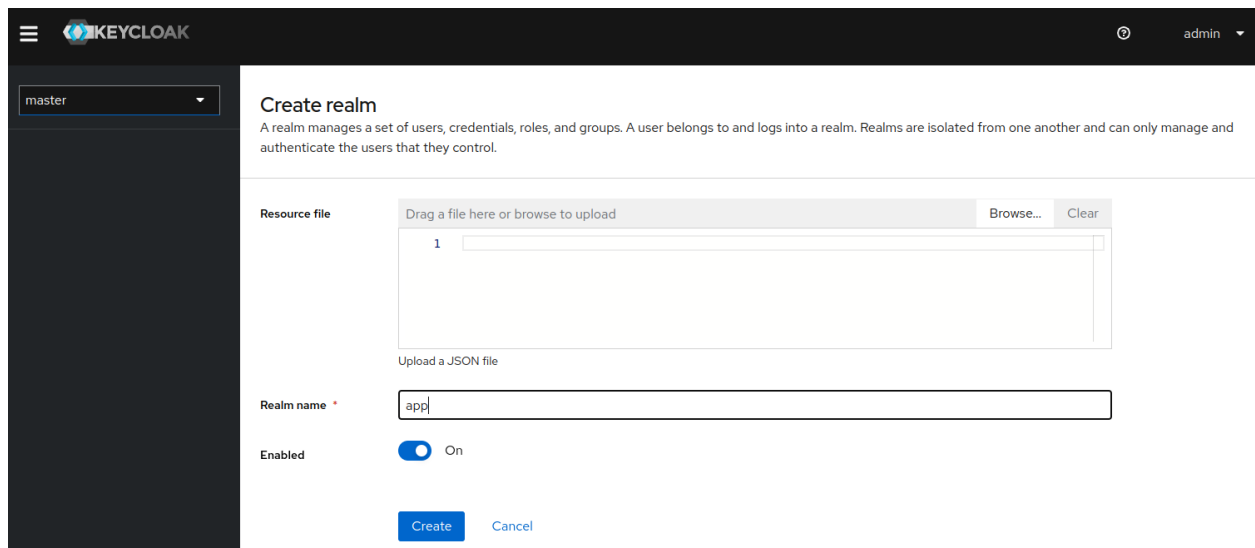 KEYCLOAK
admin
master
Create realm
A realm manages a set of users, credentials, roles, and groups. A user belongs to and logs into a realm. Realms are isolated from one another and can only manage and
authenticate the users that they control.
Resource file
Drag a file here or browse to upload
Browse...
Clear
1
Upload a JSON file
Realm name *
app
Enabled
On
Create
Cancel